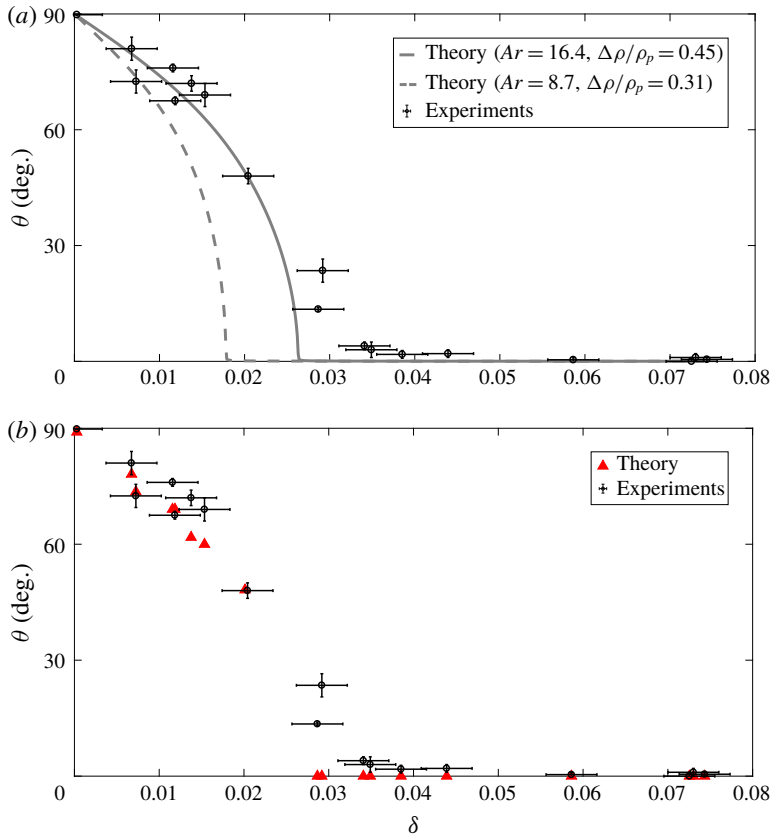 (a)
90
60
30
0
θ (deg.)
Theory (Ar = 16.4, Δρ/ρp = 0.45)
Theory (Ar = 8.7, Δρ/ρp = 0.31)
Experiments
0.01 0.02 0.03 0.04 0.05 0.06 0.07 0.08
(b)
90
60
30
θ (deg.)
Theory
Experiments
0 0.01 0.02 0.03 0.04 0.05 0.06 0.07 0.08
δ